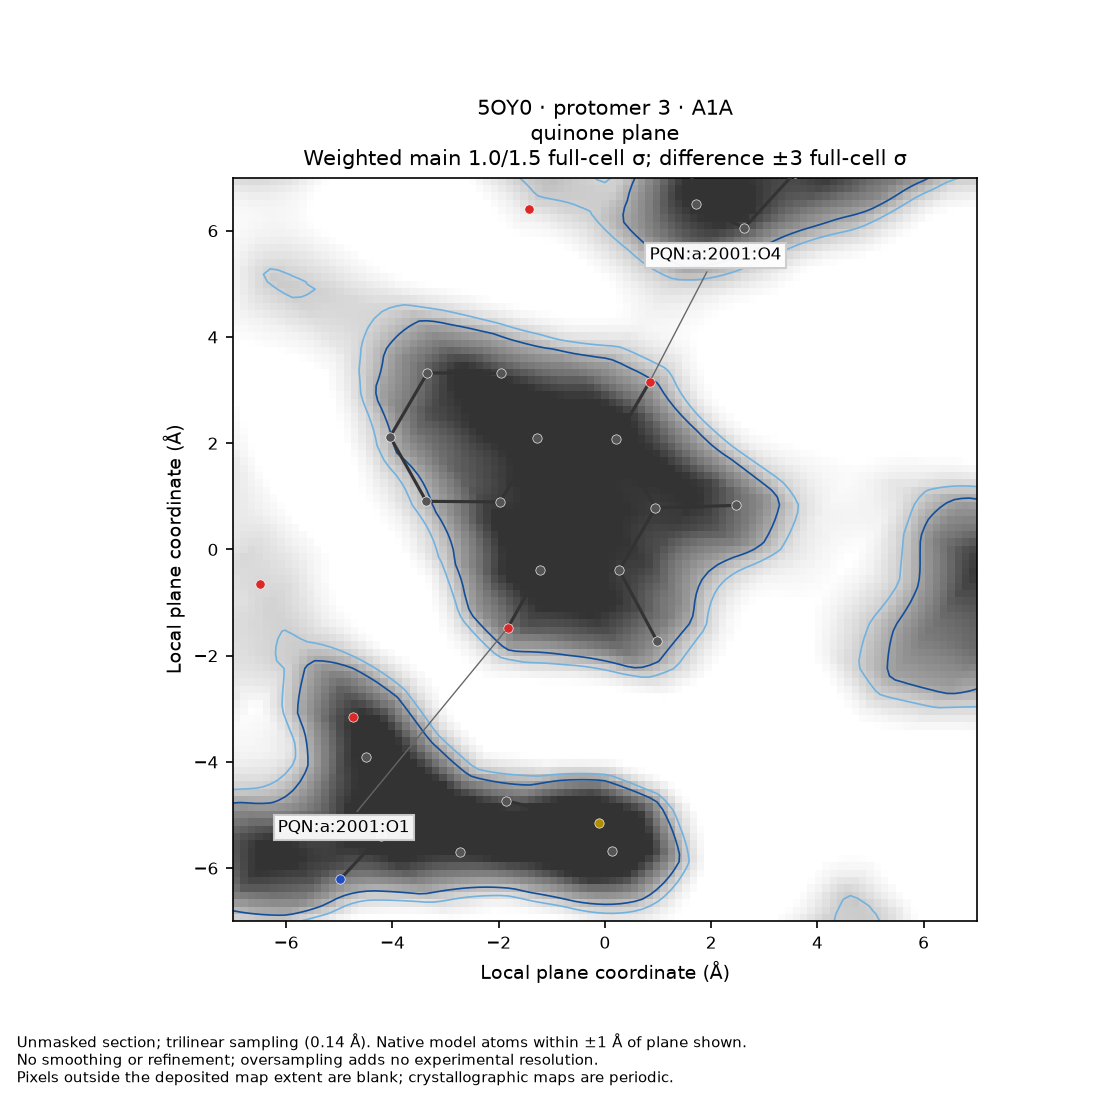 5OY0 · protomer 3 · A1A
quinone plane
Weighted main 1.0/1.5 full-cell σ; difference ±3 full-cell σ
6
PQN:a:2001:O4
4
2
0
−2
−4
PQN:a:2001:O1
−6
Local plane coordinate (Å)
−6 −4 −2 0 2 4 6
Local plane coordinate (Å)
Unmasked section; trilinear sampling (0.14 Å). Native model atoms within ±1 Å of plane shown.
No smoothing or refinement; oversampling adds no experimental resolution.
Pixels outside the deposited map extent are blank; crystallographic maps are periodic.